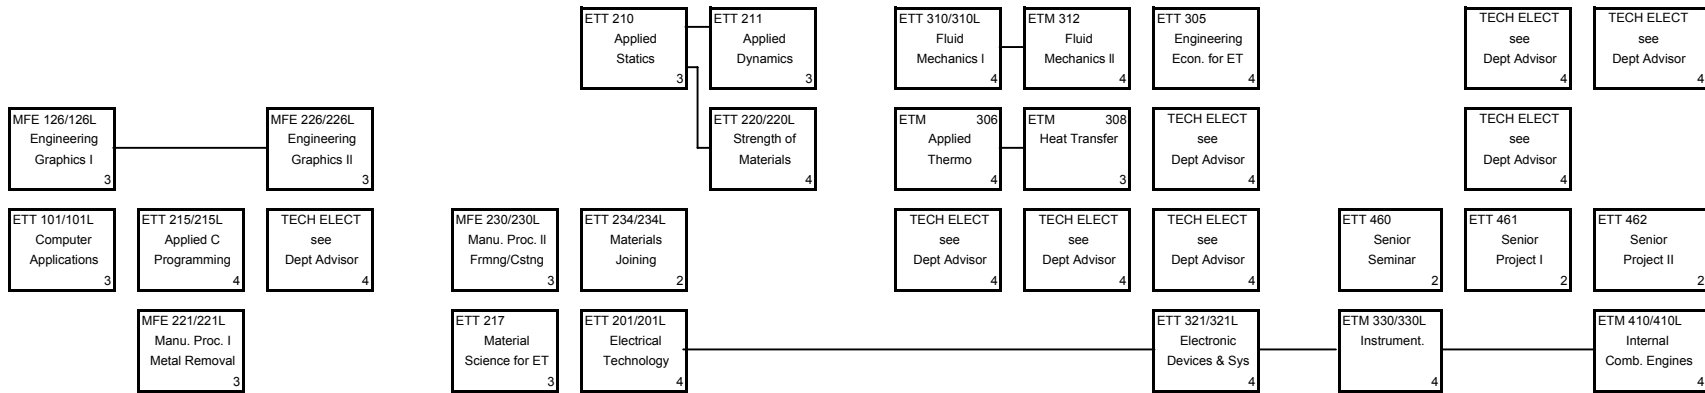 ETT 210
Applied
Statics
3
ETT 211
Applied
Dynamics
3
ETT 310/310L
Fluid
Mechanics I
4
ETM 312
Fluid
Mechanics II
4
ETT 305
Engineering
Econ. for ET
4
TECH ELECT
see
Dept Advisor
4
TECH ELECT
see
Dept Advisor
4
MFE 126/126L
Engineering
Graphics I
3
MFE 226/226L
Engineering
Graphics II
3
ETT 220/220L
Strength of
Materials
4
ETM 306
Applied
Thermo
4
ETM 308
Heat Transfer
3
TECH ELECT
see
Dept Advisor
4
TECH ELECT
see
Dept Advisor
4
ETT 101/101L
Computer
Applications
3
ETT 215/215L
Applied C
Programming
4
TECH ELECT
see
Dept Advisor
4
MFE 230/230L
Manu. Proc. II
Frmng/Cstng
3
ETT 234/234L
Materials
Joining
2
TECH ELECT
see
Dept Advisor
4
TECH ELECT
see
Dept Advisor
4
TECH ELECT
see
Dept Advisor
4
ETT 460
Senior
Seminar
2
ETT 461
Senior
Project I
2
ETT 462
Senior
Project II
2
MFE 221/221L
Manu. Proc. I
Metal Removal
3
ETT 217
Material
Science for ET
3
ETT 201/201L
Electrical
Technology
4
ETT 321/321L
Electronic
Devices & Sys
4
ETM 330/330L
Instrument.
4
ETM 410/410L
Internal
Comb. Engines
4